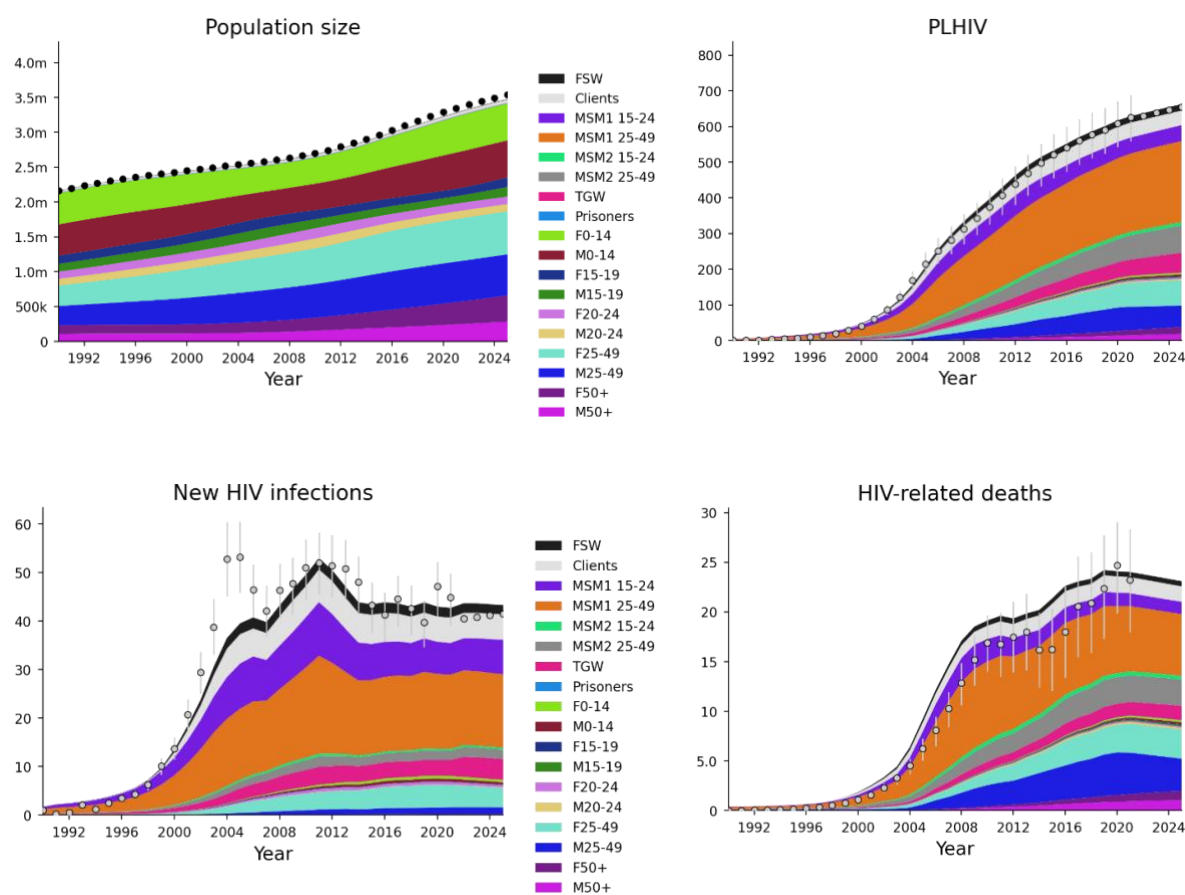 Population size
4.0m
3.5m
3.0m
2.5m
2.0m
1.5m
1.0m
500k
0
1992 1996 2000 2004 2008 2012 2016 2020 2024
Year
FSW
Clients
MSM1 15-24
MSM1 25-49
MSM2 15-24
MSM2 25-49
TGW
Prisoners
F0-14
M0-14
F15-19
M15-19
F20-24
M20-24
F25-49
M25-49
F50+
M50+
PLHIV
800
700
600
500
400
300
200
100
0
1992 1996 2000 2004 2008 2012 2016 2020 2024
Year
New HIV infections
60
50
40
30
20
10
0
1992 1996 2000 2004 2008 2012 2016 2020 2024
Year
FSW
Clients
MSM1 15-24
MSM1 25-49
MSM2 15-24
MSM2 25-49
TGW
Prisoners
F0-14
M0-14
F15-19
M15-19
F20-24
M20-24
F25-49
M25-49
F50+
M50+
HIV-related deaths
30
25
20
15
10
5.0
0
1992 1996 2000 2004 2008 2012 2016 2020 2024
Year